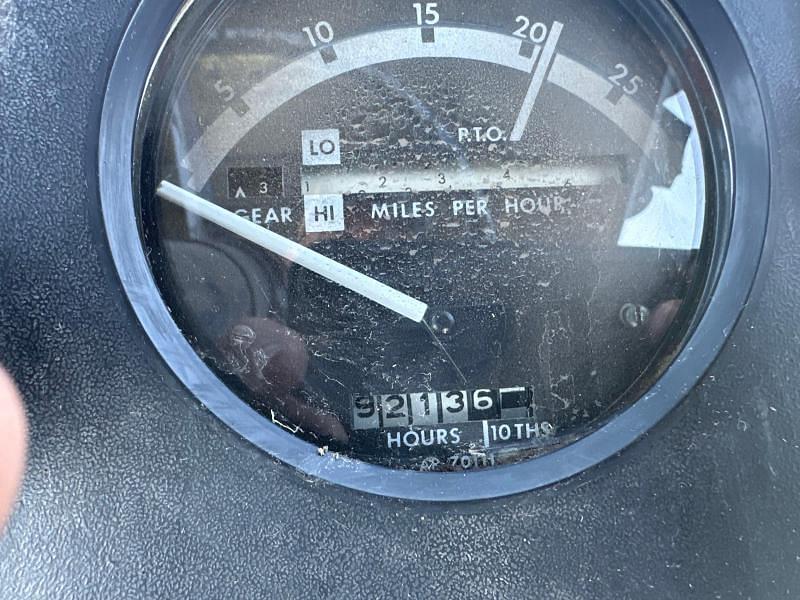 5 10 15 20 25
P.T.O.
LO
A 3
1 2 3 4
GEAR HI MILES PER HOUR
92136
HOURS 10THS